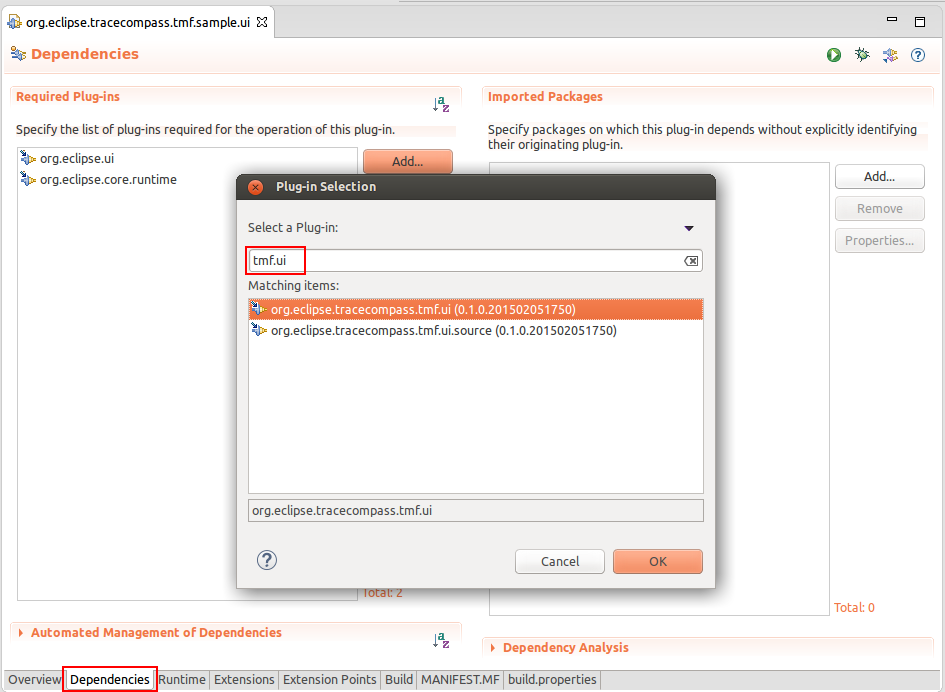 org.eclipse.tracecompass.tmf.sample.ui
Dependencies
Required Plug-ins
Specify the list of plug-ins required for the operation of this plug-in.
org.eclipse.ui
org.eclipse.core.runtime
Add...
Total: 2
Imported Packages
Specify packages on which this plug-in depends without explicitly identifying
their originating plug-in.
Add...
Remove
Properties...
Total: 0
Plug-in Selection
Select a Plug-in:
tmf.ui
Matching items:
org.eclipse.tracecompass.tmf.ui (0.1.0.201502051750)
org.eclipse.tracecompass.tmf.ui.source (0.1.0.201502051750)
org.eclipse.tracecompass.tmf.ui
Cancel
OK
Automated Management of Dependencies
Dependency Analysis
Overview Dependencies Runtime Extensions Extension Points Build MANIFEST.MF build.properties